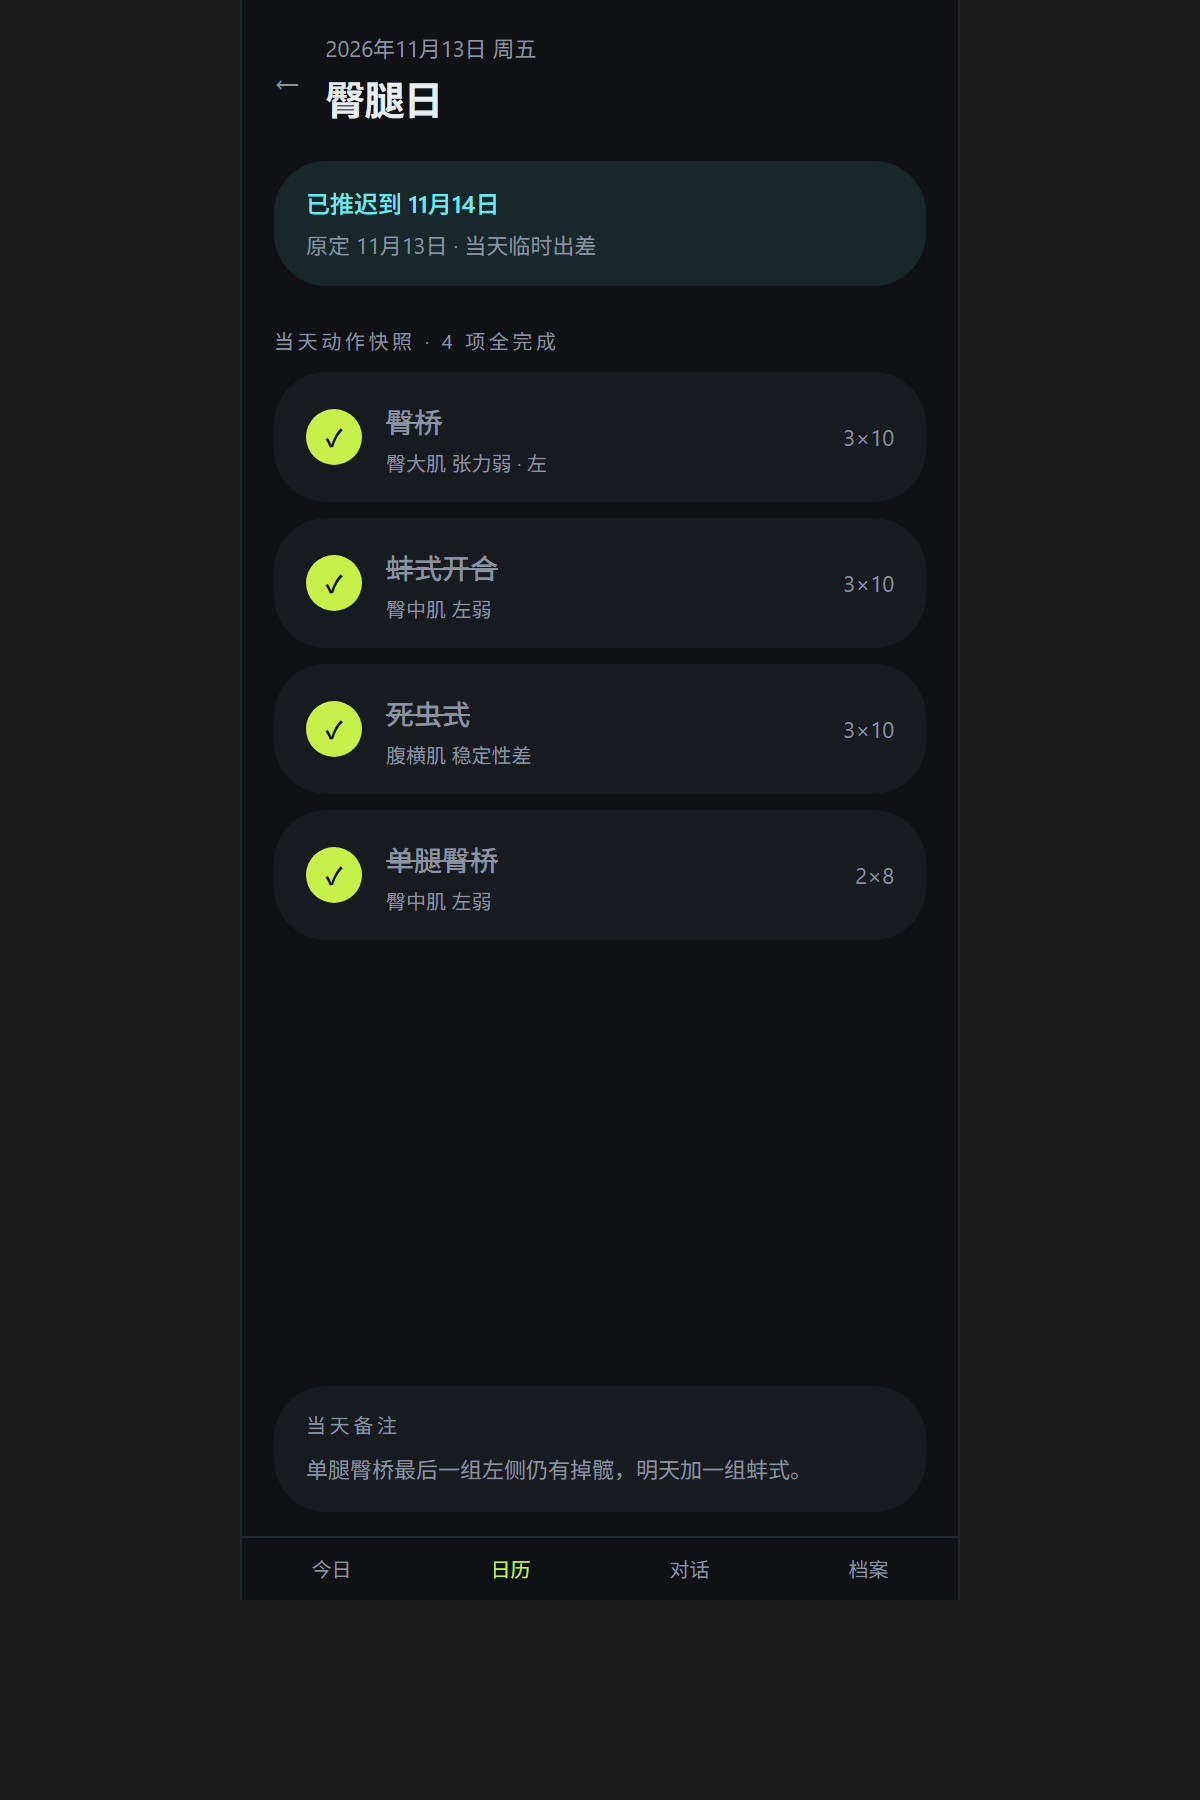 2026年11月13日 周五
←
臀腿日
已推迟到 11月14日
原定 11月13日 · 当天临时出差
当天动作快照 · 4 项全完成
✓
臀桥
臀大肌 张力弱 · 左
3×10
✓
蚌式开合
臀中肌 左弱
3×10
✓
死虫式
腹横肌 稳定性差
3×10
✓
单腿臀桥
臀中肌 左弱
2×8
当天备注
单腿臀桥最后一组左侧仍有掉髋，明天加一组蚌式。
今日
日历
对话
档案